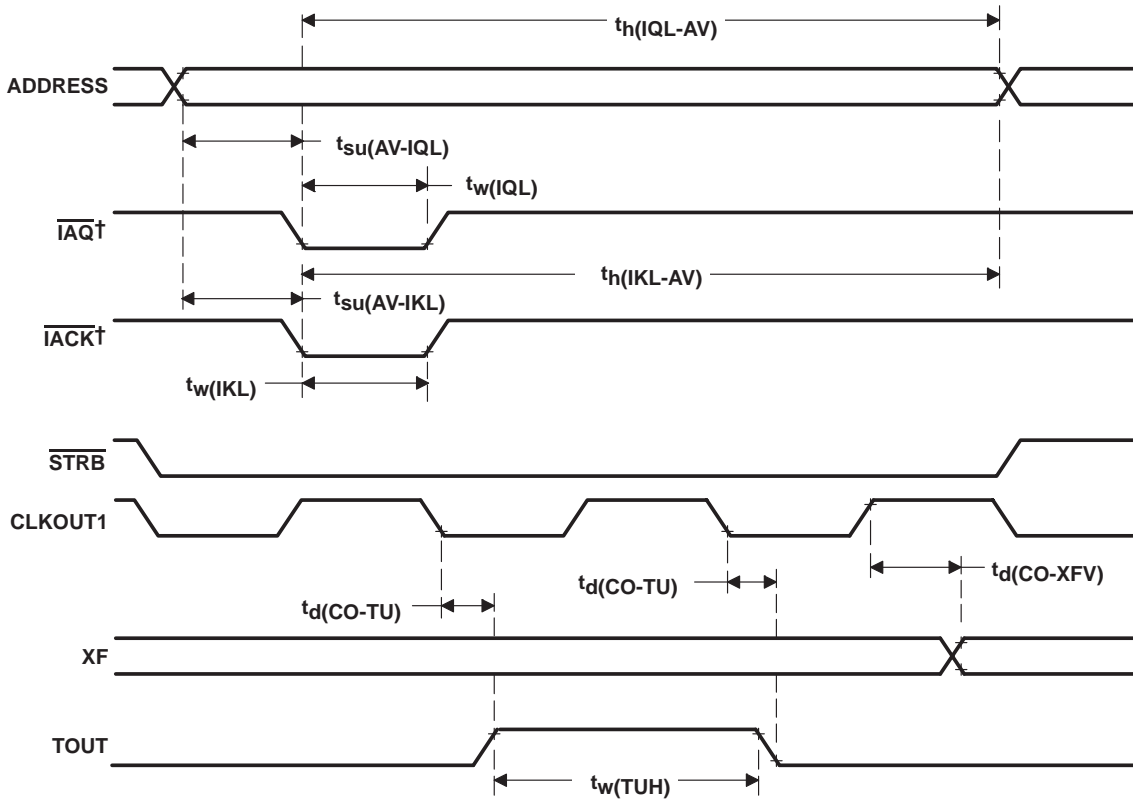 th(IQL-AV)
ADDRESS
tsu(AV-IQL)
tw(IQL)
IAQ†
th(IKL-AV)
tsu(AV-IKL)
IACK†
tw(IKL)
STRB
CLKOUT1
td(CO-XFV)
td(CO-TU)
td(CO-TU)
XF
TOUT
tw(TUH)